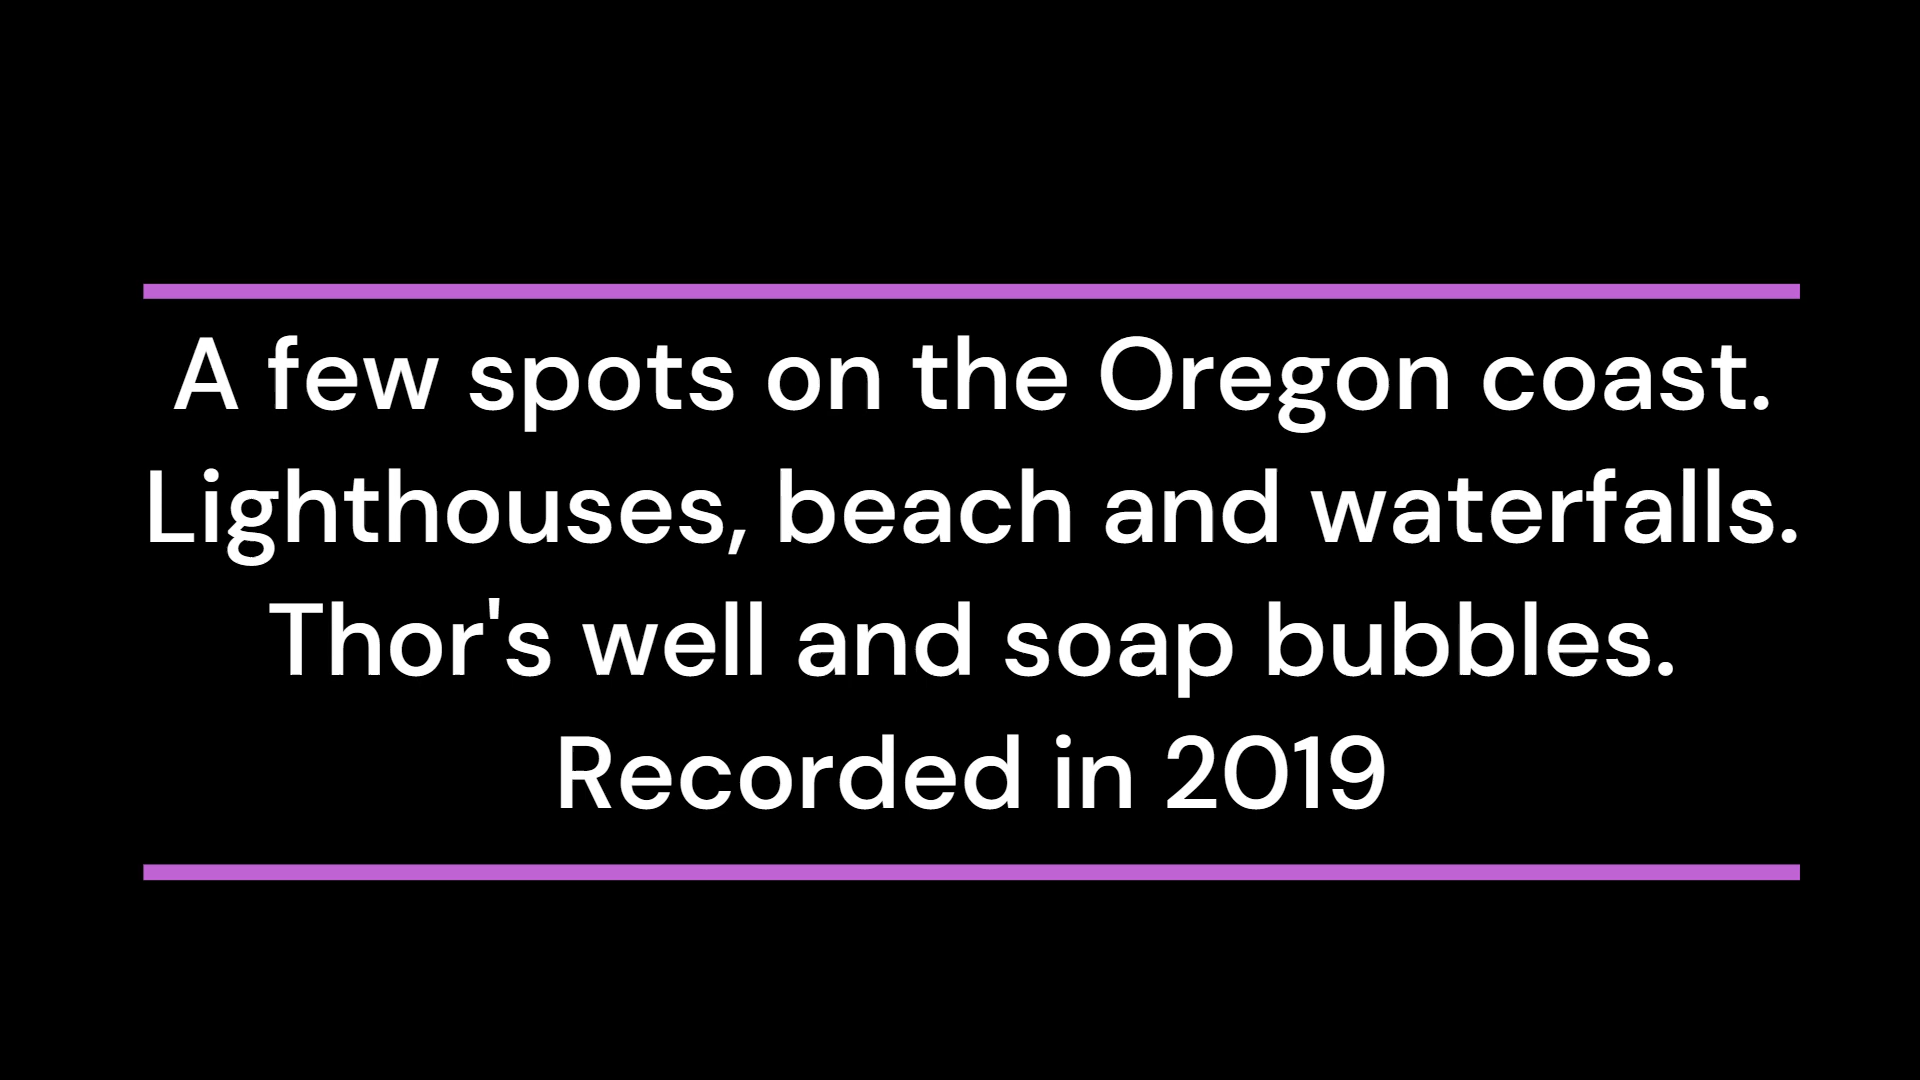 A few spots on the Oregon coast.
Lighthouses, beach and waterfalls.
Thor's well and soap bubbles.
Recorded in 2019